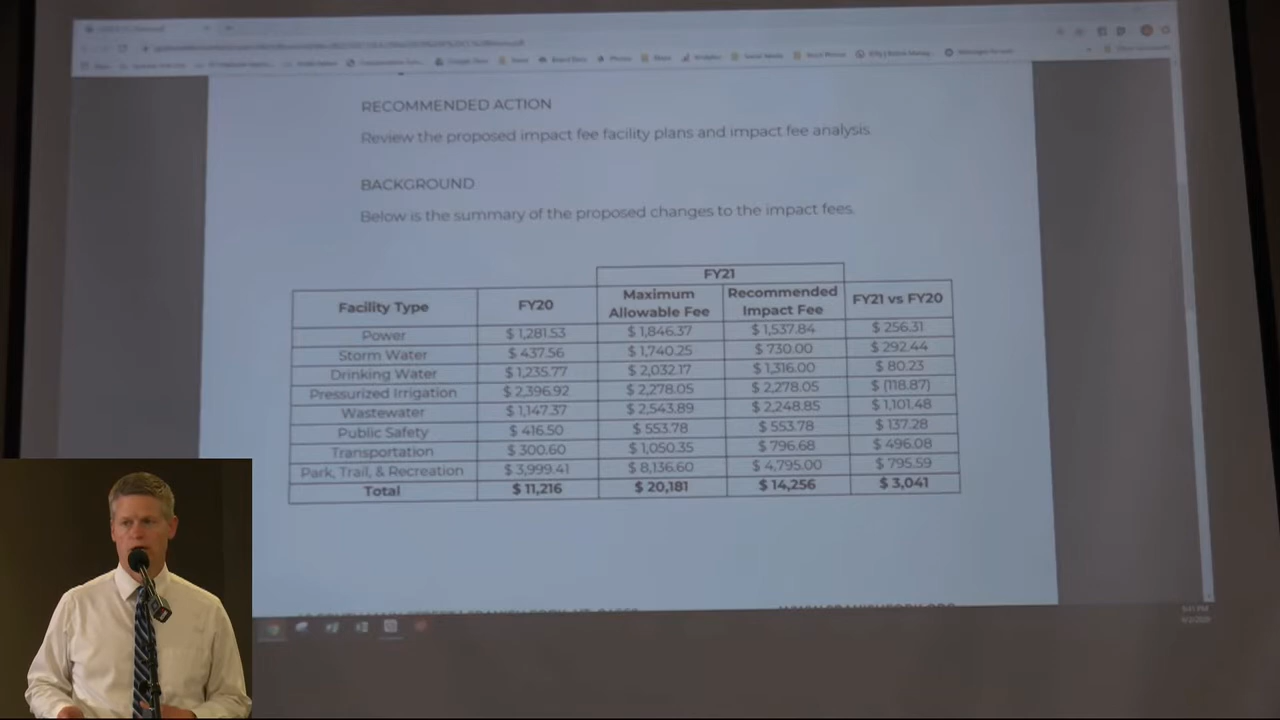 RECOMMENDED ACTION
Review the proposed impact fee facility plans and impact fee analysis.
BACKGROUND
Below is the summary of the proposed changes to the impact fees.
FY21
Facility Type FY20 Maximum Allowable Fee Recommended Impact Fee FY21 vs FY20
Power $ 1,281.53 $ 1,846.37 $ 1,537.84 $ 256.31
Storm Water $ 437.56 $ 1,740.25 $ 730.00 $ 292.44
Drinking Water $ 1,235.77 $ 2,032.17 $ 1,316.00 $ 80.23
Pressurized Irrigation $ 2,396.92 $ 2,278.05 $ 2,278.05 $ (118.87)
Wastewater $ 1,147.37 $ 2,543.89 $ 2,248.85 $ 1,101.48
Public Safety $ 416.50 $ 553.78 $ 553.78 $ 137.28
Transportation $ 300.60 $ 1,050.35 $ 796.68 $ 496.08
Park, Trail, & Recreation $ 3,999.41 $ 8,136.60 $ 4,795.00 $ 795.59
Total $ 11,216 $ 20,181 $ 14,256 $ 3,041